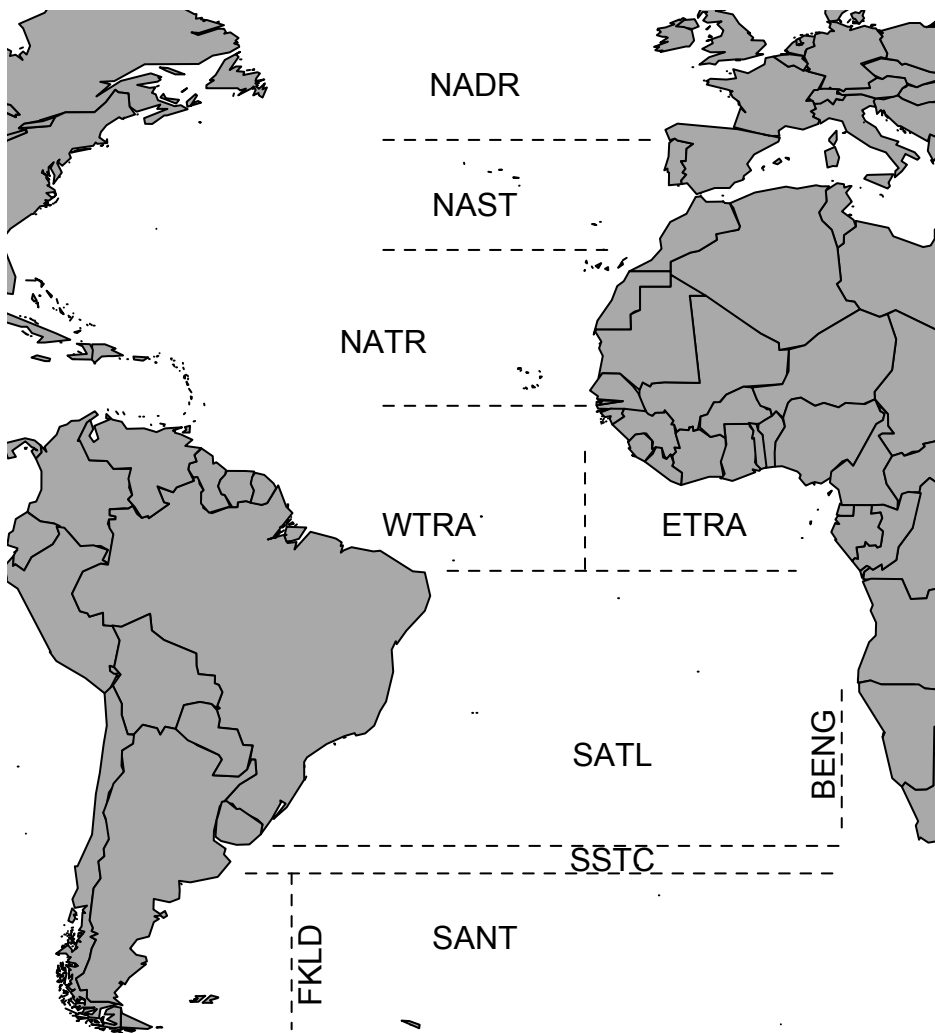 NADR
NAST
NATR
WTRA
ETRA
BENG
SATL
SSTC
FKLD
SANT